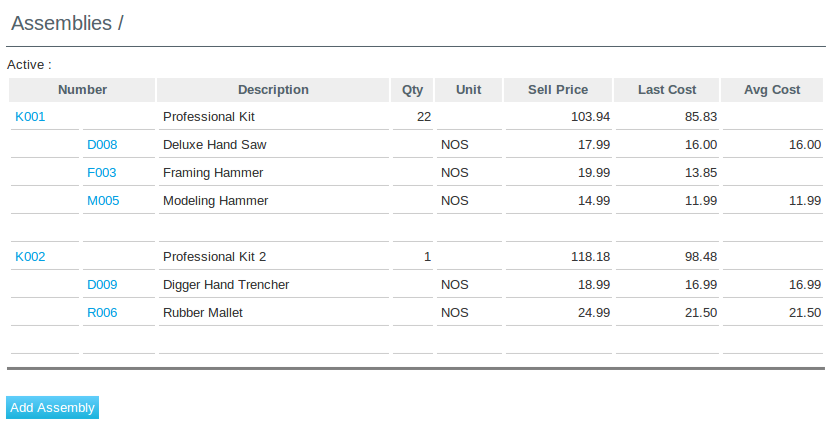 Assemblies /
Active :
Number Description Qty Unit Sell Price Last Cost Avg Cost
K001 Professional Kit 22 103.94 85.83
D008 Deluxe Hand Saw NOS 17.99 16.00 16.00
F003 Framing Hammer NOS 19.99 13.85
M005 Modeling Hammer NOS 14.99 11.99 11.99
K002 Professional Kit 2 1 118.18 98.48
D009 Digger Hand Trencher NOS 18.99 16.99 16.99
R006 Rubber Mallet NOS 24.99 21.50 21.50
Add Assembly